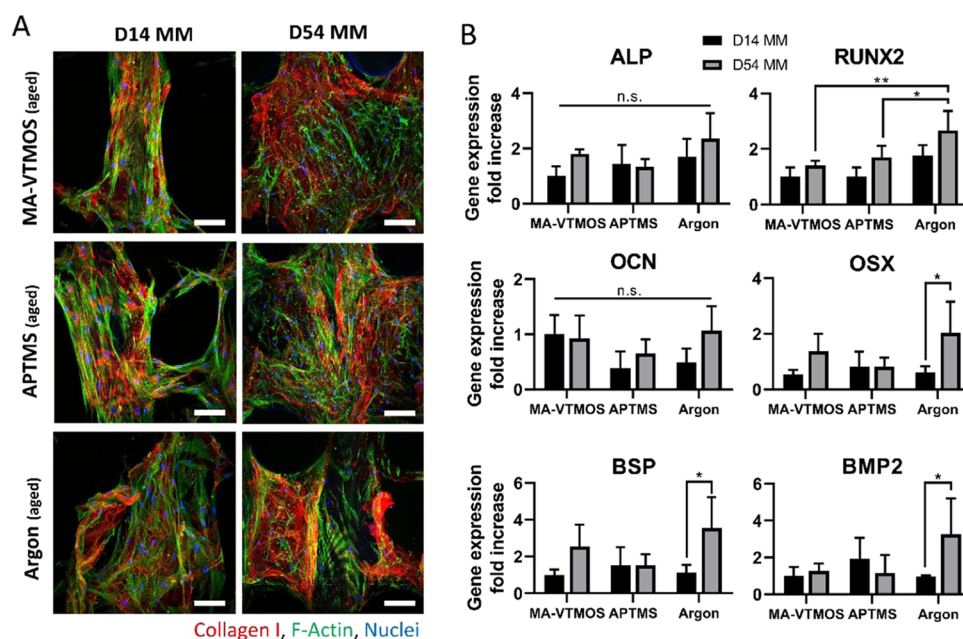 A
D14 MM
D54 MM
MA-VTMOS (aged)
APTMS (aged)
Argon (aged)
Collagen I, F-Actin, Nuclei
B
D14 MM
D54 MM
ALP
Gene expression
fold increase
4
2
0
n.s.
MA-VTMOS APTMS Argon
RUNX2
4
2
0
**
*
MA-VTMOS APTMS Argon
OCN
Gene expression
fold increase
2
1
0
n.s.
MA-VTMOS APTMS Argon
OSX
4
2
0
*
MA-VTMOS APTMS Argon
BSP
Gene expression
fold increase
6
4
2
0
*
MA-VTMOS APTMS Argon
BMP2
6
4
2
0
*
MA-VTMOS APTMS Argon